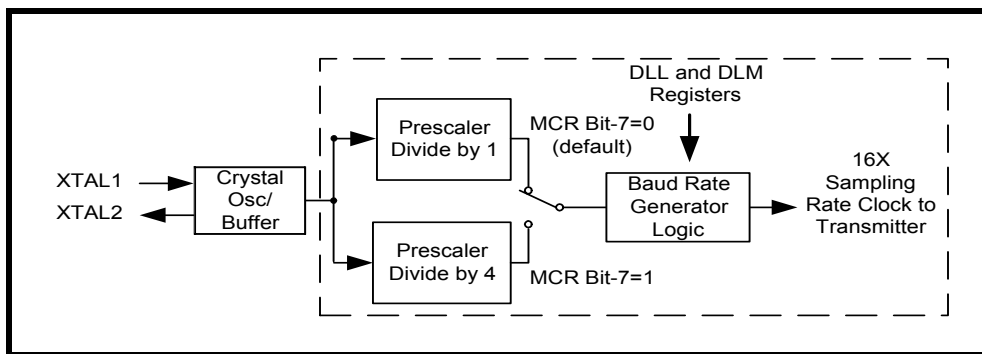 DLL and DLM
Registers
Prescaler
Divide by 1
MCR Bit-7=0
(default)
XTAL1
XTAL2
Crystal
Osc/
Buffer
Baud Rate
Generator
Logic
16X
Sampling
Rate Clock to
Transmitter
Prescaler
Divide by 4
MCR Bit-7=1